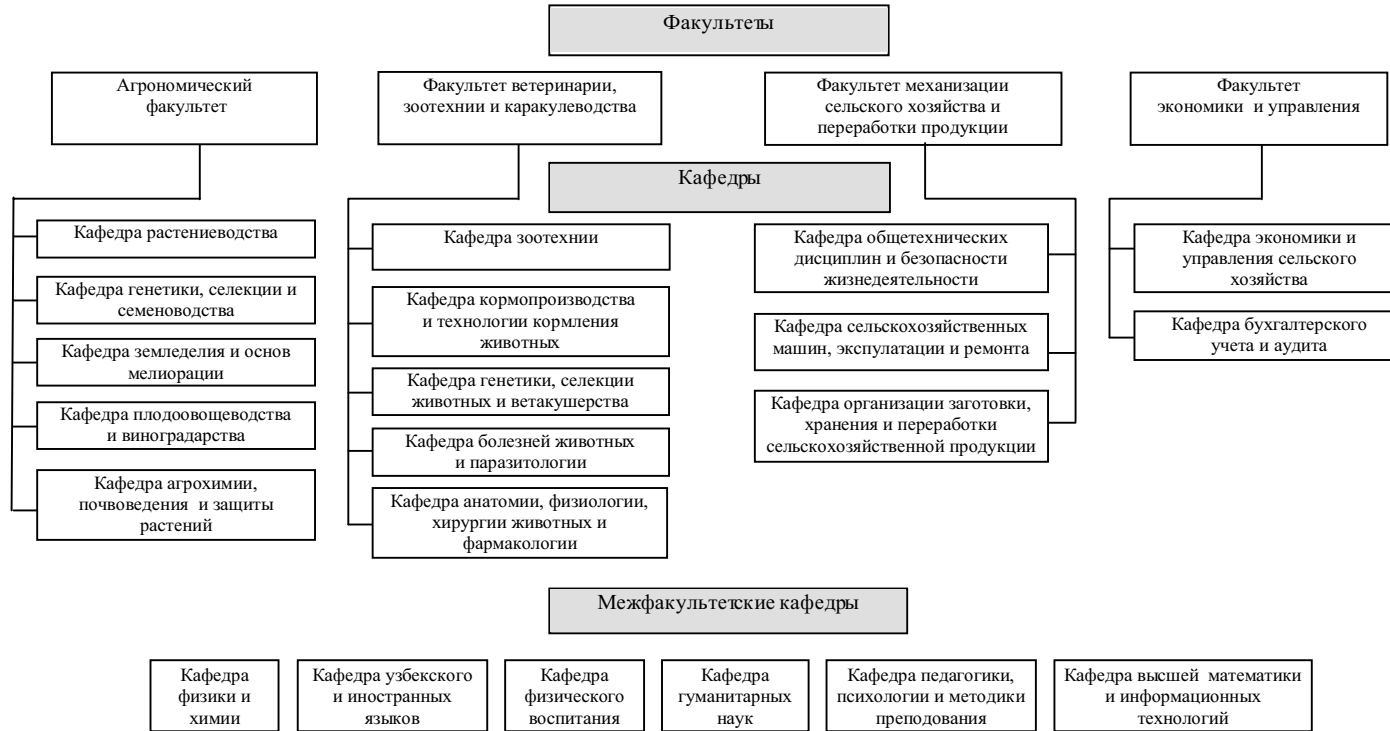 Факультеты
Агрономический
факультет
Факультет ветеринарии,
зоотехнии и каракулеводства
Факультет механизации
сельского хозяйства и
переработки продукции
Факультет
экономики и управления
Кафедры
Кафедра растениеводства
Кафедра генетики, селекции и
семеноводства
Кафедра земледелия и основ
мелиорации
Кафедра плодоовощеводства
и виноградарства
Кафедра агрохимии,
почвоведения и защиты
растений
Кафедра зоотехнии
Кафедра кормопроизводства
и технологии кормления
животных
Кафедра генетики, селекции
животных и ветакушерства
Кафедра болезней животных
и паразитологии
Кафедра анатомии, физиологии,
хирургии животных и
фармакологии
Кафедра общетехнических
дисциплин и безопасности
жизнедеятельности
Кафедра сельскохозяйственных
машин, экспулатации и ремонта
Кафедра организации заготовки,
хранения и переработки
сельскохозяйственной продукции
Кафедра экономики и
управления сельского
хозяйства
Кафедра бухгалтерского
учета и аудита
Межфакультетские кафедры
Кафедра
физики и
химии
Кафедра узбекского
и иностранных
языков
Кафедра
физического
воспитания
Кафедра
гуманитарных
наук
Кафедра педагогики,
психологии и методики
преподования
Кафедра высшей математики
и информационных
технологий